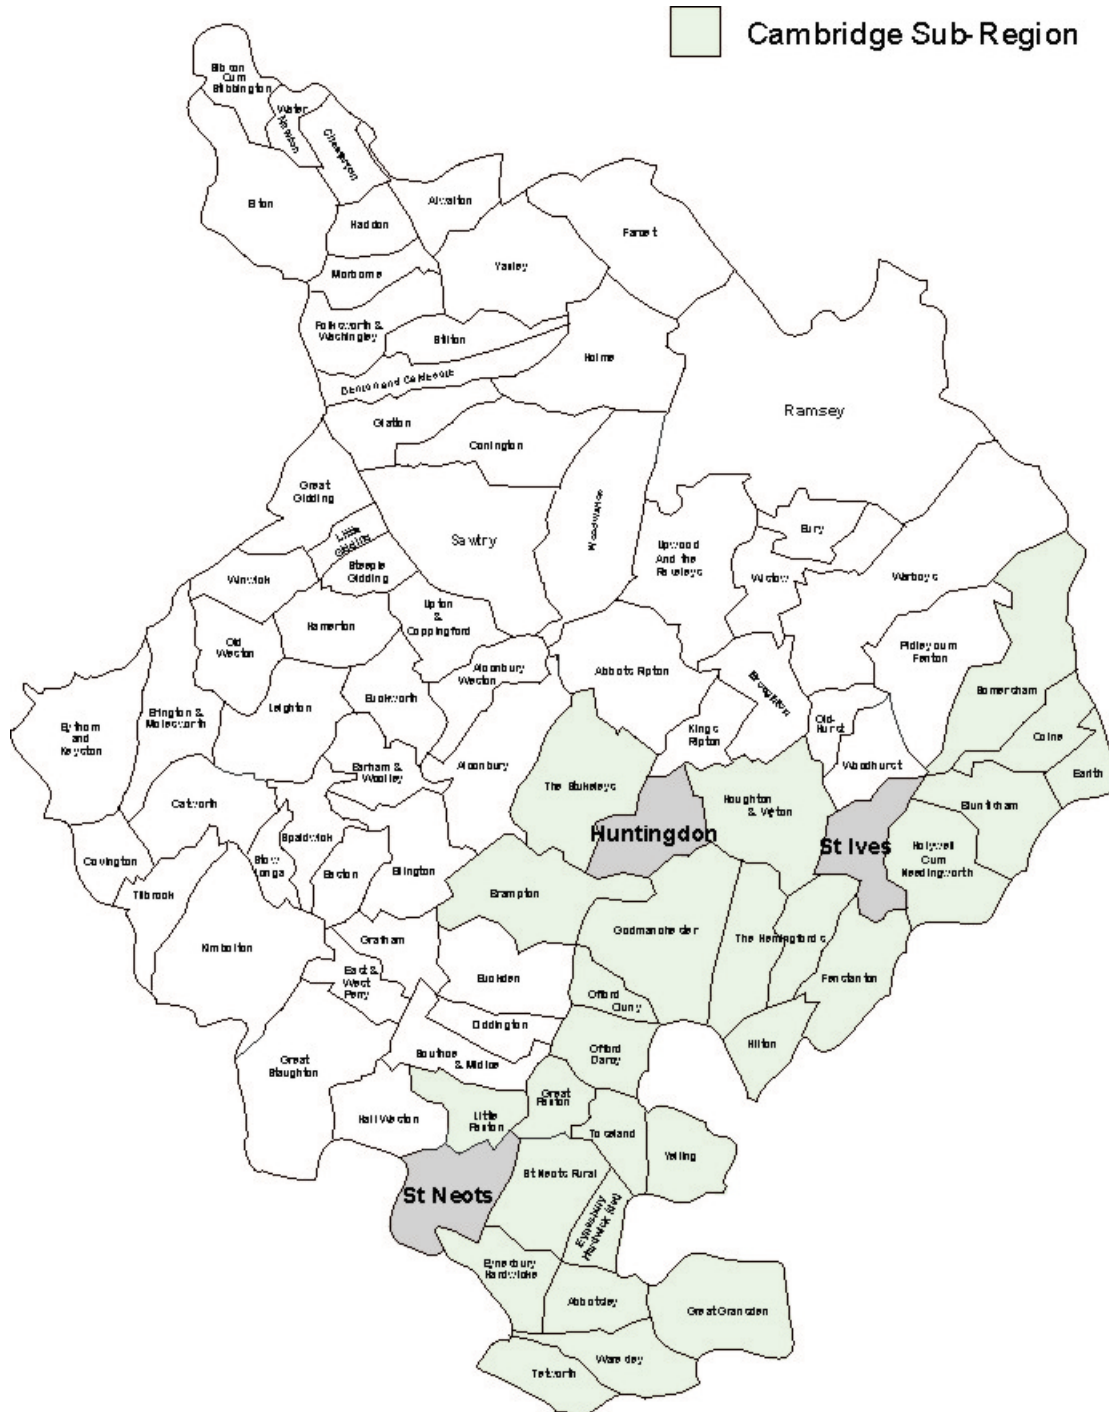 Cambridge Sub-Region
Cum
Water
Newton
Elton
Haddon
Alwalton
Farcet
Yaxley
Morborne
Folksworth &
Washingley
Stilton
Holme
Denton and Caldecote
Ramsey
Glatton
Conington
Great
Gidding
Sawtry
Woodwalton
Bury
Little
Gidding
Steeple
Gidding
Upwood
And the
Raveleys
Wistow
Warboys
Winwick
Upton
&
Coppingford
Hamerton
Old
Weston
Pidley cum
Fenton
Alconbury
Weston
Abbots Ripton
Broughton
Somersham
Buckworth
Leighton
Brington &
Molesworth
Bythorn
and
Keyston
Kings
Ripton
Old-
Hurst
Colne
Woodhurst
Earith
Barham &
Woolley
Alconbury
The Stukeleys
Houghton
& Wyton
Bluntisham
Catworth
Huntingdon
St Ives
Holywell
Cum
Needingworth
Spaldwick
Covington
Stow
Longa
Easton
Ellington
Tilbrook
Brampton
Godmanchester
The Hemingfords
Kimbolton
Grafham
East &
West
Perry
Buckden
Fenstanton
Offord
Cluny
Diddington
Hilton
Southoe
& Midloe
Offord
Darcy
Great
Staughton
Great
Paxton
Hail Weston
Little
Paxton
Toseland
Yelling
St Neots
St Neots Rural
Eynesbury
Hardwicke
Abbotsley
Great Gransden
Waresley
Tetworth